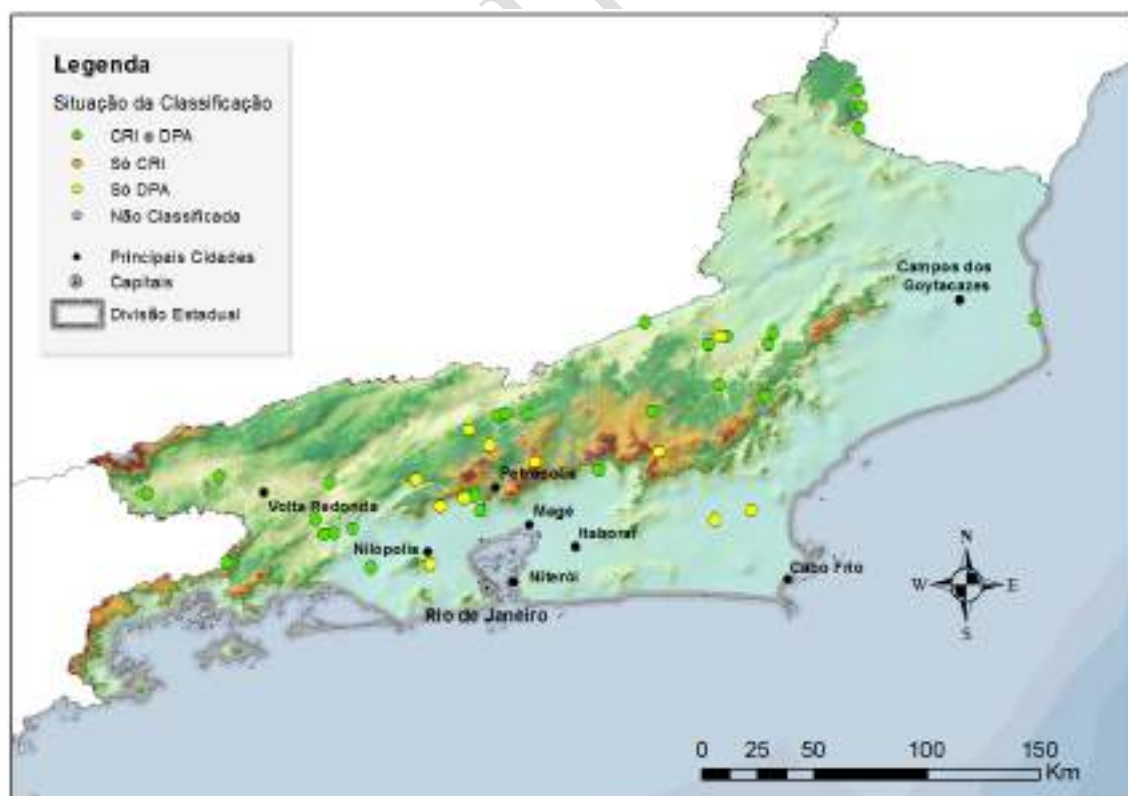 Legenda
Situação da Classificação
CRI e DPA
Só CRI
Só DPA
Não Classificada
Principais Cidades
Capitais
Divisão Estadual
Campos dos
Goytacazes
Petrópolis
Volta Redonda
Magé
Nilopolis
Itaboraí
Niterói
Cabo Frio
Rio de Janeiro
N
W
E
S
0 25 50 100 150
Km